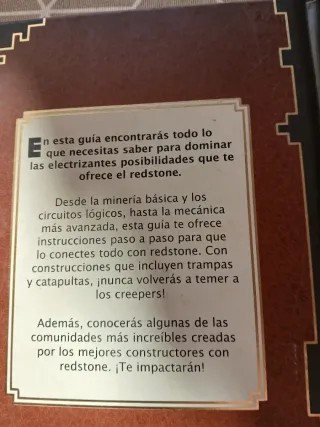 En esta guía encontrarás todo lo
que necesitas saber para dominar
las electrizantes posibilidades que te
ofrece el redstone.
Desde la minería básica y los
circuitos lógicos, hasta la mecánica
más avanzada, esta guía te ofrece
instrucciones paso a paso para que
lo conectes todo con redstone. Con
construcciones que incluyen trampas
y catapultas, ¡nunca volverás a temer a
los creepers!
Además, conocerás algunas de las
comunidades más increíbles creadas
por los mejores constructores con
redstone. ¡Te impactarán!